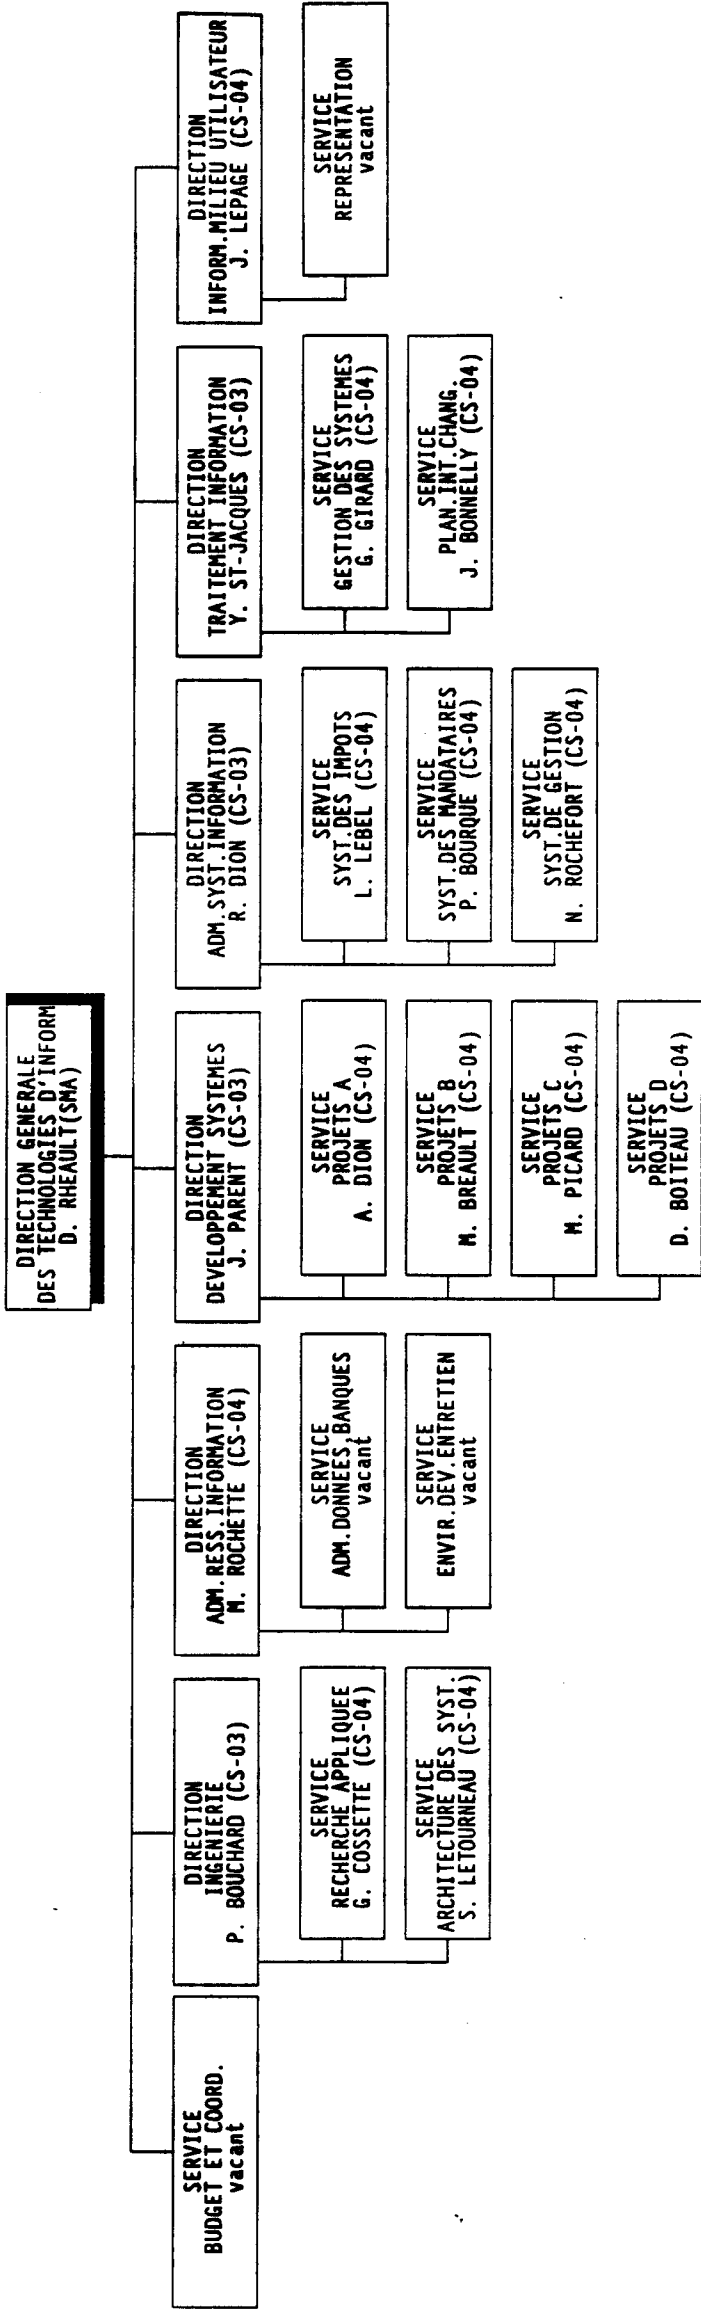 DIRECTION GENERALE
DES TECHNOLOGIES D'INFORM
D. RHEAULT(SMA)
SERVICE
BUDGET ET COORD.
vacant
DIRECTION
INGENIERIE
P. BOUCHARD (CS-03)
SERVICE
RECHERCHE APPLIQUEE
G. COSSETTE (CS-04)
SERVICE
ARCHITECTURE DES SYST.
S. LETOURNEAU (CS-04)
DIRECTION
ADM.RESS.INFORMATION
M. ROCHETTE (CS-04)
SERVICE
ADM.DONNEES,BANQUES
vacant
SERVICE
ENVIR.DEV.ENTRETIEN
vacant
DIRECTION
DEVELOPPEMENT SYSTEMES
J. PARENT (CS-03)
SERVICE
PROJETS A
A. DION (CS-04)
SERVICE
PROJETS B
M. BREAULT (CS-04)
SERVICE
PROJETS C
M. PICARD (CS-04)
SERVICE
PROJETS D
D. BOITEAU (CS-04)
DIRECTION
ADM.SYST.INFORMATION
R. DION (CS-03)
SERVICE
SYST.DES IMPOTS
L. LEBEL (CS-04)
SERVICE
SYST.DES MANDATAIRES
P. BOURQUE (CS-04)
SERVICE
SYST.DE GESTION
N. ROCHEFORT (CS-04)
DIRECTION
TRAITEMENT INFORMATION
Y. ST-JACQUES (CS-03)
SERVICE
GESTION DES SYSTEMES
G. GIRARD (CS-04)
SERVICE
PLAN.INT.CHANG.
J. BONNELLY (CS-04)
DIRECTION
INFORM.MILIEU UTILISATEUR
J. LEPAGE (CS-04)
SERVICE
REPRESENTATION
vacant